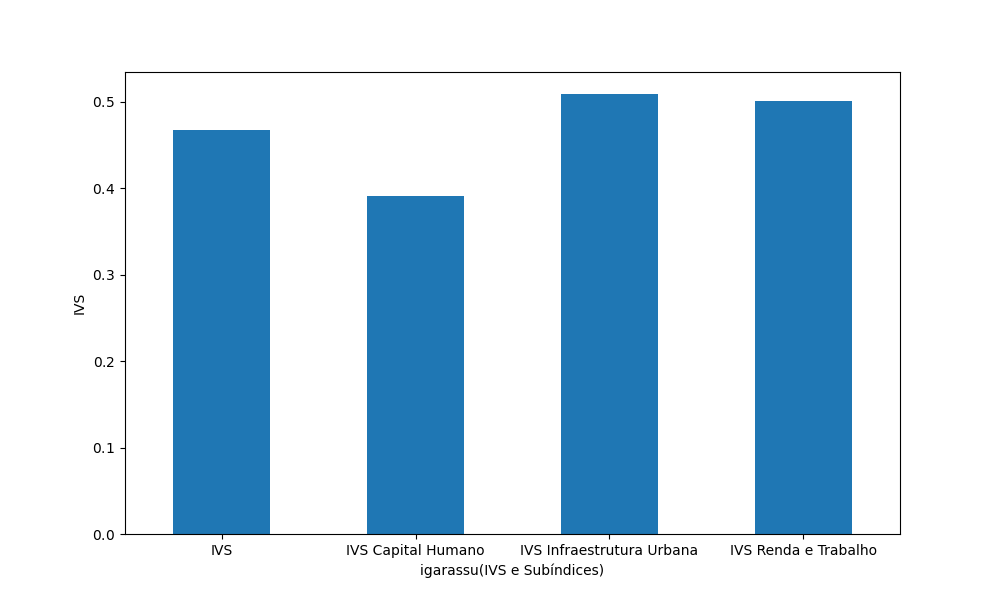 0.5
0.4
0.3
0.2
0.1
0.0
IVS
IVS
IVS Capital Humano
IVS Infraestrutura Urbana
IVS Renda e Trabalho
igarassu(IVS e Subíndices)